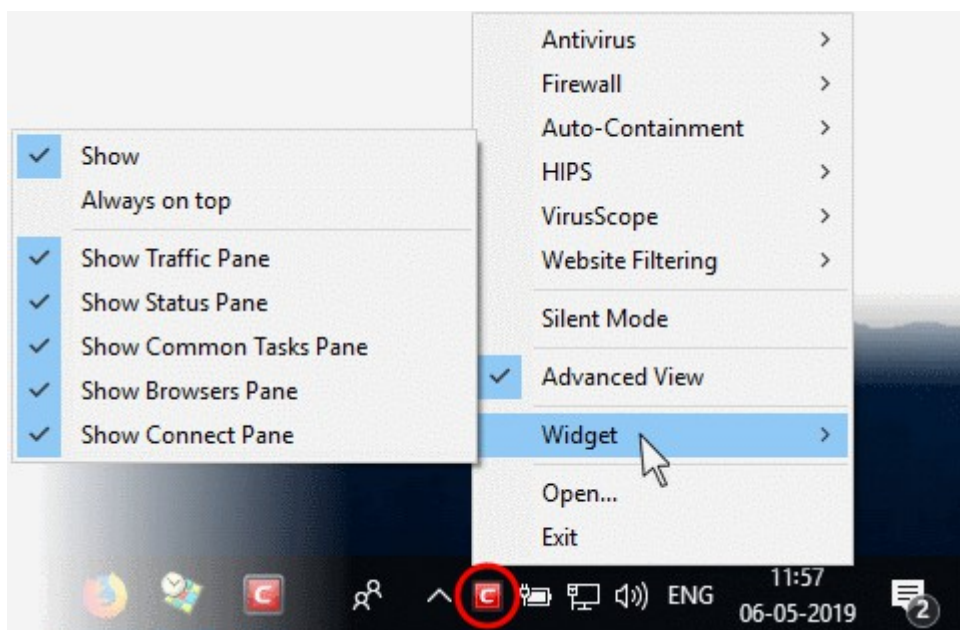 Antivirus
Firewall
Auto-Containment
HIPS
VirusScope
Website Filtering
Silent Mode
Advanced View
Widget
Open...
Exit
Show
Always on top
Show Traffic Pane
Show Status Pane
Show Common Tasks Pane
Show Browsers Pane
Show Connect Pane
C
C
ENG
11:57
06-05-2019
2